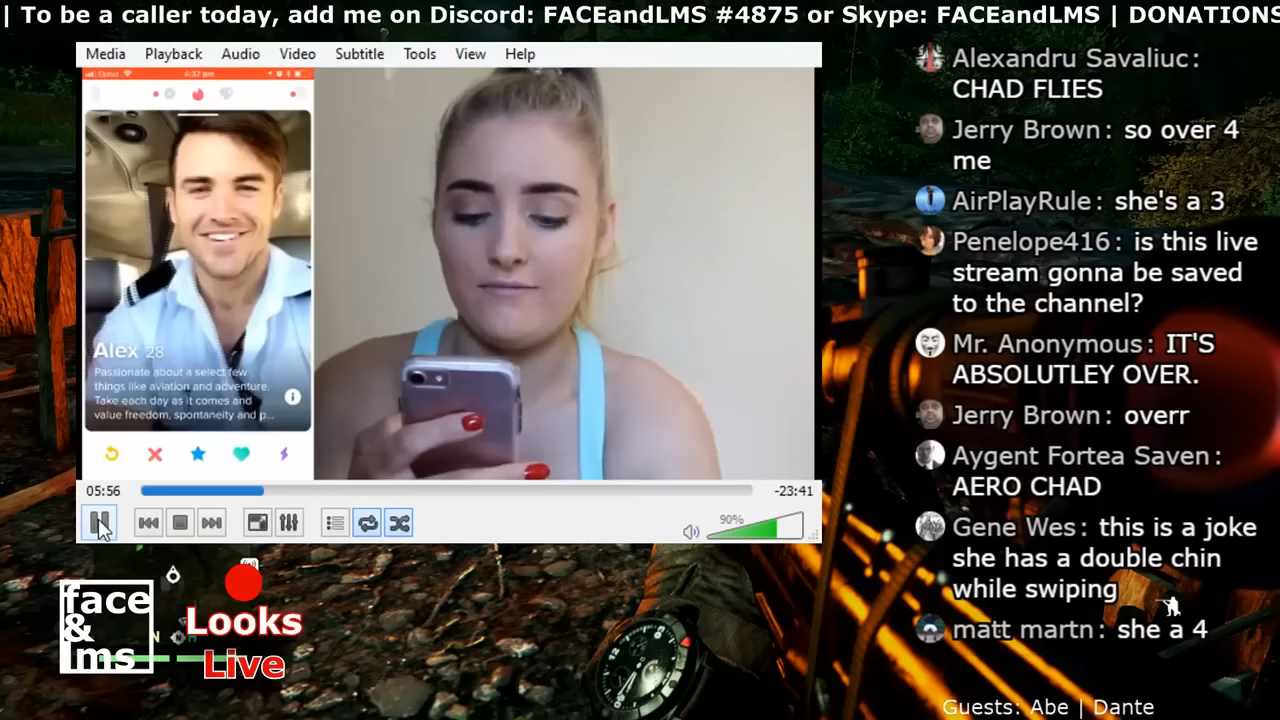 | To be a caller today, add me on Discord: FACEandLMS #4875 or Skype: FACEandLMS | DONATIONS
Media Playback Audio Video Subtitle Tools View Help
6:37 pm
Alex 28
Passionate about a select few
things like aviation and adventure.
Take each day as it comes and
value freedom, spontaneity and p...
05:56
-23:41
90%
face
&
lms
Looks
Live
N
Alexandru Savaliuc:
CHAD FLIES
Jerry Brown: so over 4
me
AirPlayRule: she's a 3
Penelope416: is this live
stream gonna be saved
to the channel?
Mr. Anonymous: IT'S
ABSOLUTLEY OVER.
Jerry Brown: overr
Aygent Fortea Saven:
AERO CHAD
Gene Wes: this is a joke
she has a double chin
while swiping
matt martn: she a 4
Guests: Abe | Dante